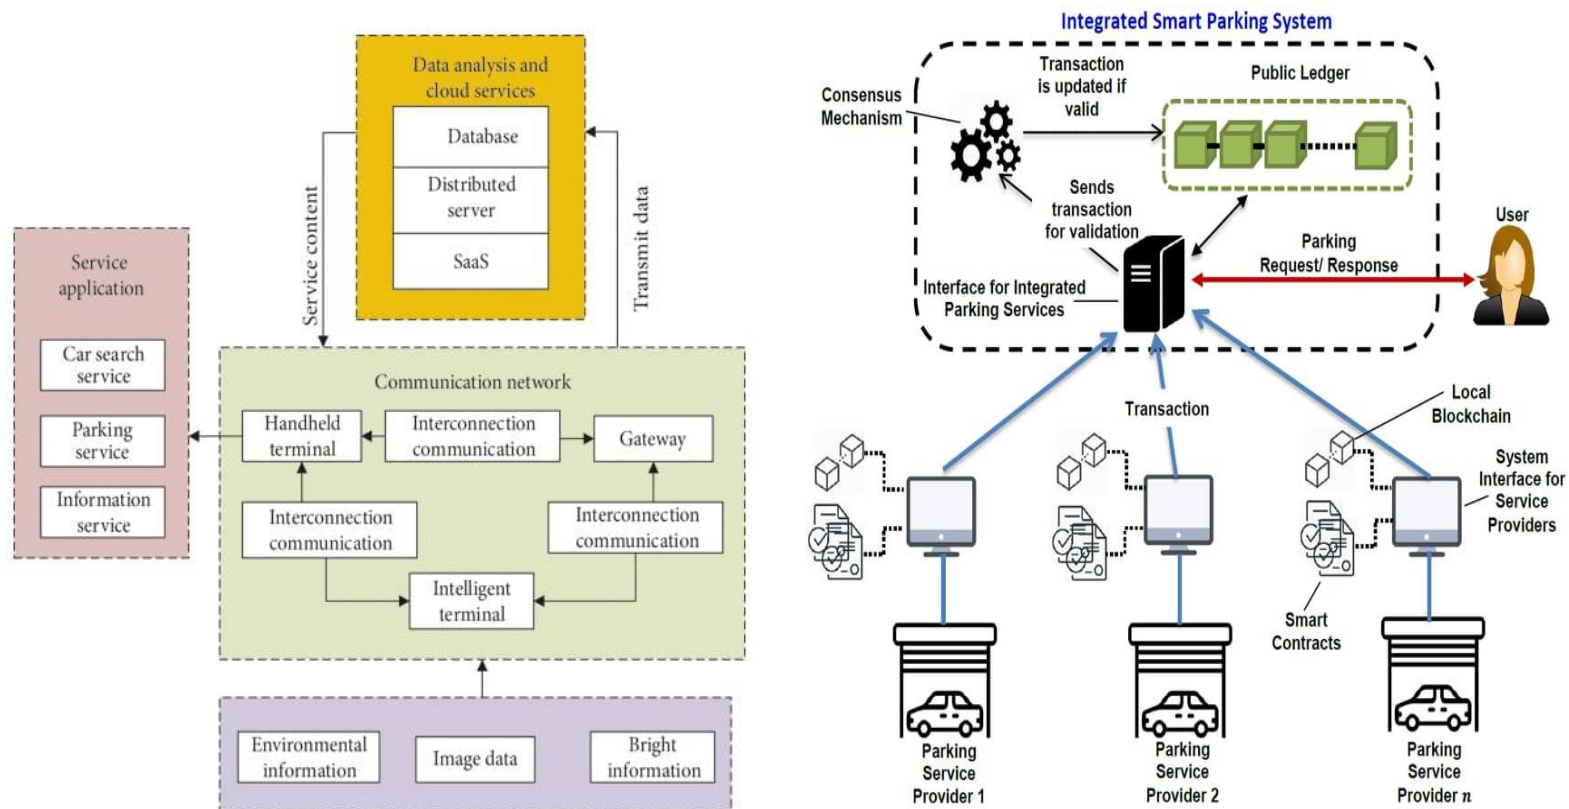 Data analysis and
cloud services
Database
Distributed
server
SaaS
Service content
Transmit data
Service
application
Car search
service
Parking
service
Information
service
Communication network
Handheld
terminal
Interconnection
communication
Gateway
Interconnection
communication
Interconnection
communication
Intelligent
terminal
Environmental
information
Image data
Bright
information
Integrated Smart Parking System
Consensus
Mechanism
Transaction
is updated if
valid
Public Ledger
Sends
transaction
for validation
User
Parking
Request/ Response
Interface for Integrated
Parking Services
Transaction
Local
Blockchain
System
Interface for
Service
Providers
Smart
Contracts
Parking
Service
Provider 1
Parking
Service
Provider 2
Parking
Service
Provider n